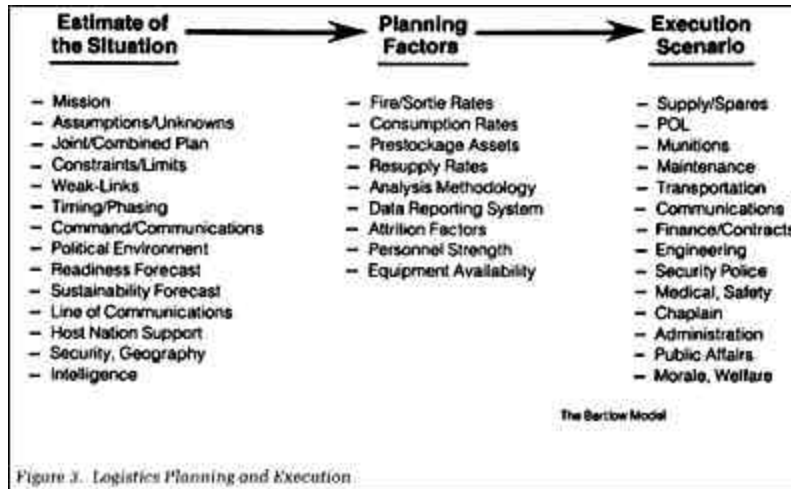 Estimate of
the Situation
Planning
Factors
Execution
Scenario
– Mission
– Assumptions/Unknowns
– Joint/Combined Plan
– Constraints/Limits
– Weak-Links
– Timing/Phasing
– Command/Communications
– Political Environment
– Readiness Forecast
– Sustainability Forecast
– Line of Communications
– Host Nation Support
– Security, Geography
– Intelligence
– Fire/Sortie Rates
– Consumption Rates
– Prestockage Assets
– Resupply Rates
– Analysis Methodology
– Data Reporting System
– Attrition Factors
– Personnel Strength
– Equipment Availability
– Supply/Spares
– POL
– Munitions
– Maintenance
– Transportation
– Communications
– Finance/Contracts
– Engineering
– Security Police
– Medical, Safety
– Chaplain
– Administration
– Public Affairs
– Morale, Welfare
The Bartlow Model
Figure 3. Logistics Planning and Execution